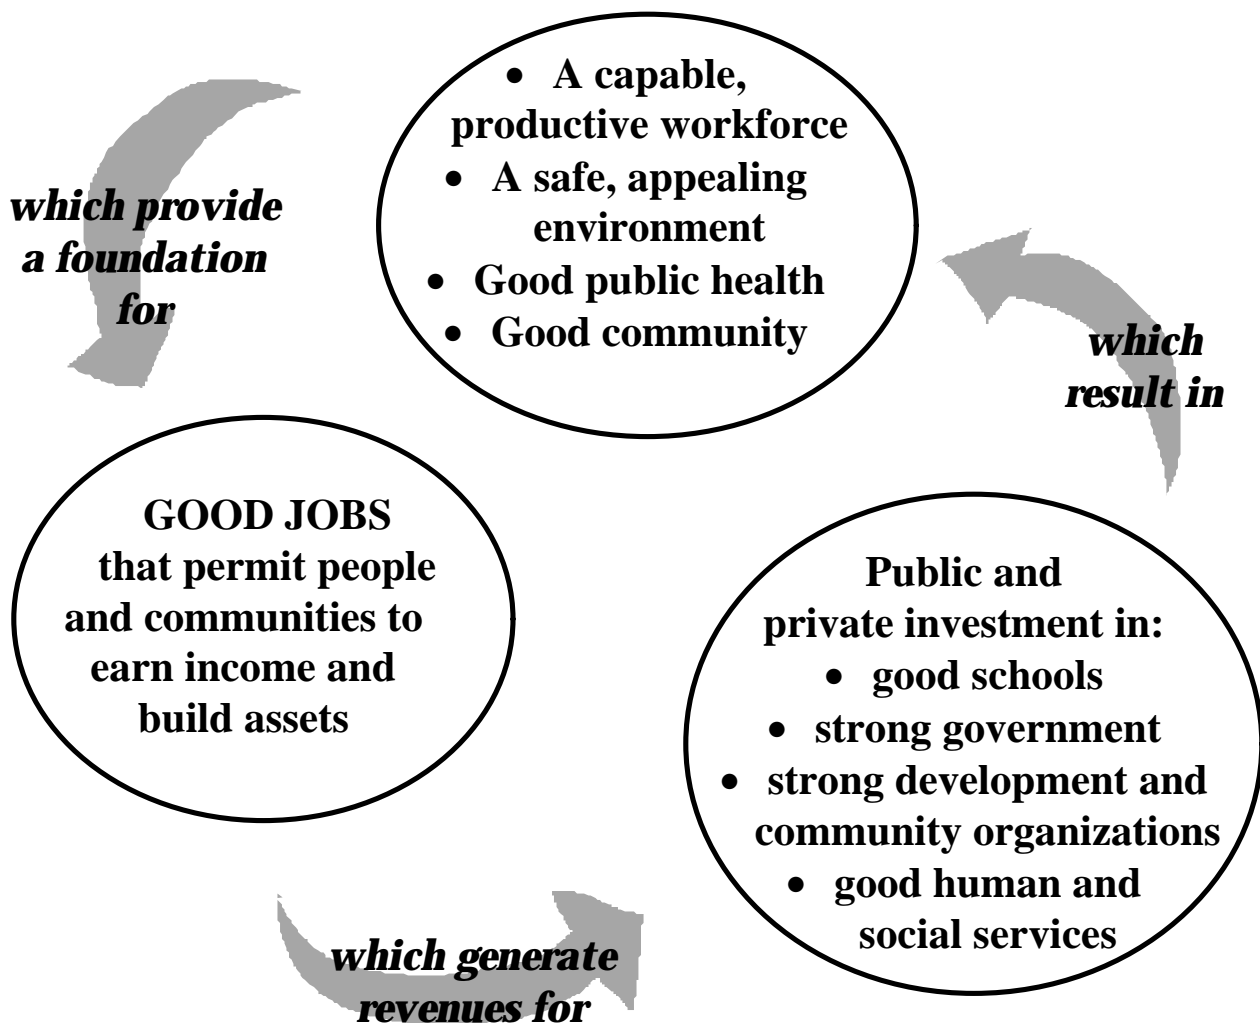 • A capable,
productive workforce
• A safe, appealing
environment
• Good public health
• Good community
which provide
a foundation
for
GOOD JOBS
that permit people
and communities to
earn income and
build assets
which generate
revenues for
Public and
private investment in:
• good schools
• strong government
• strong development and
community organizations
• good human and
social services
which
result in